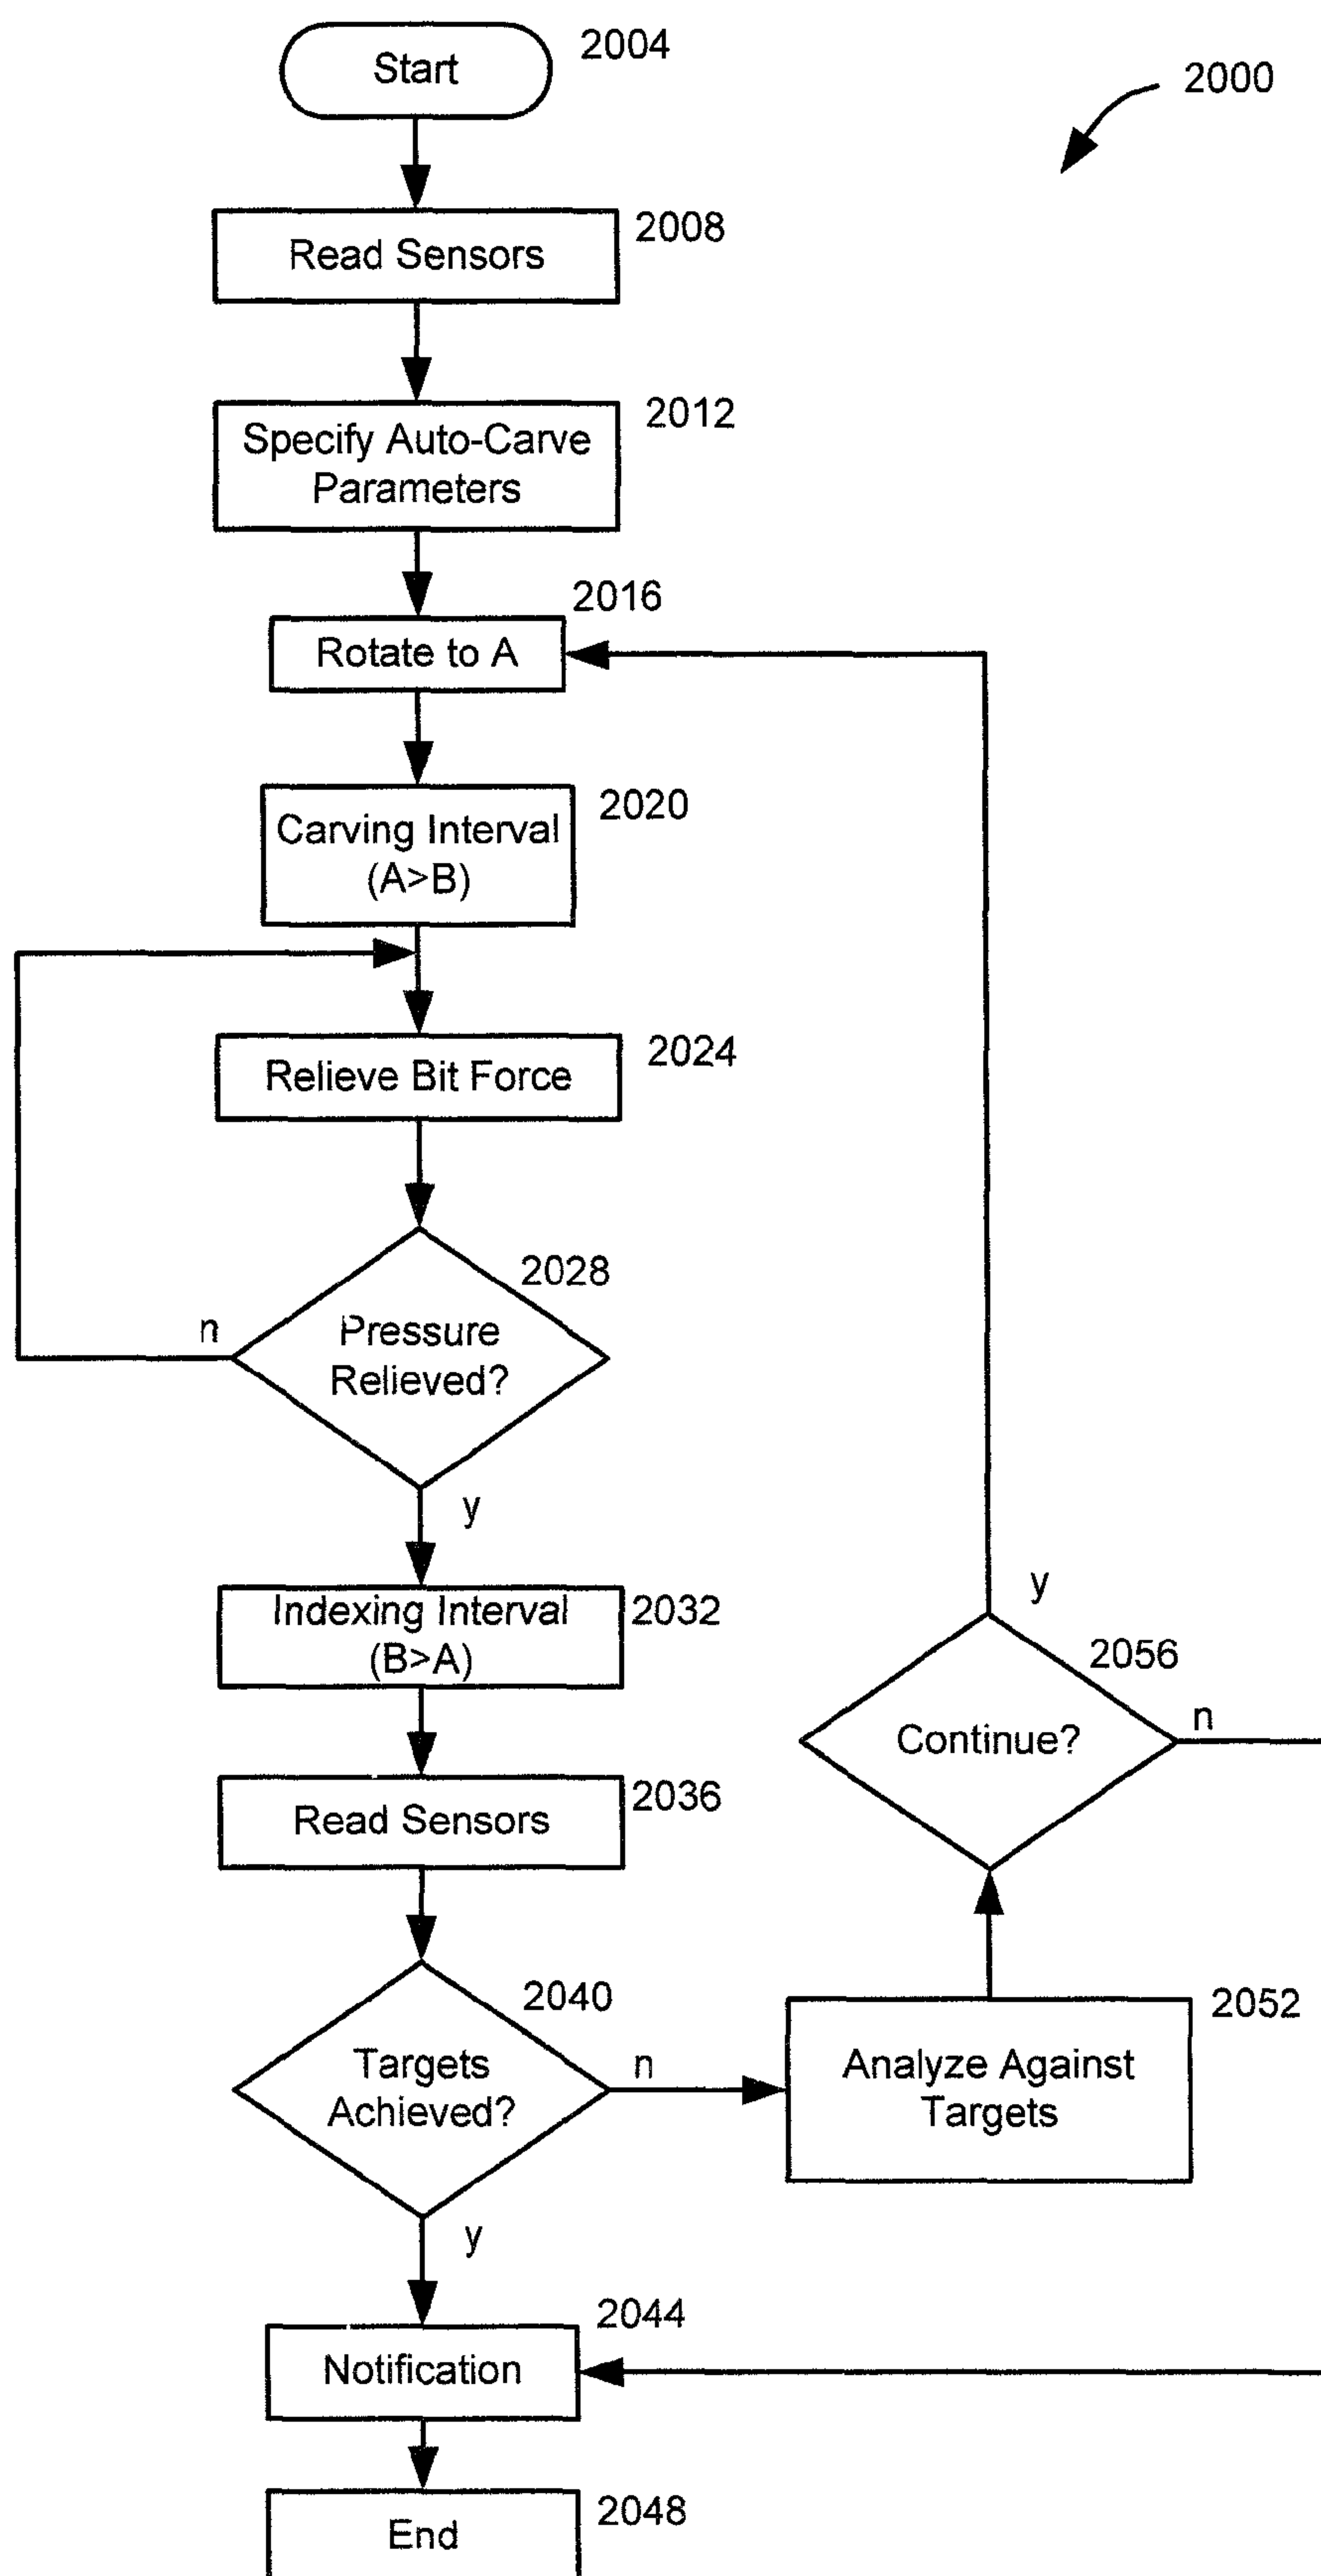 Start
2004
2000
Read Sensors
2008
Specify Auto-Carve
Parameters
2012
Rotate to A
2016
Carving Interval
(A>B)
2020
Relieve Bit Force
2024
Pressure
Relieved?
2028
n
y
Indexing Interval
(B>A)
2032
Read Sensors
2036
Targets
Achieved?
2040
n
y
Analyze Against
Targets
2052
Continue?
2056
y
n
Notification
2044
End
2048